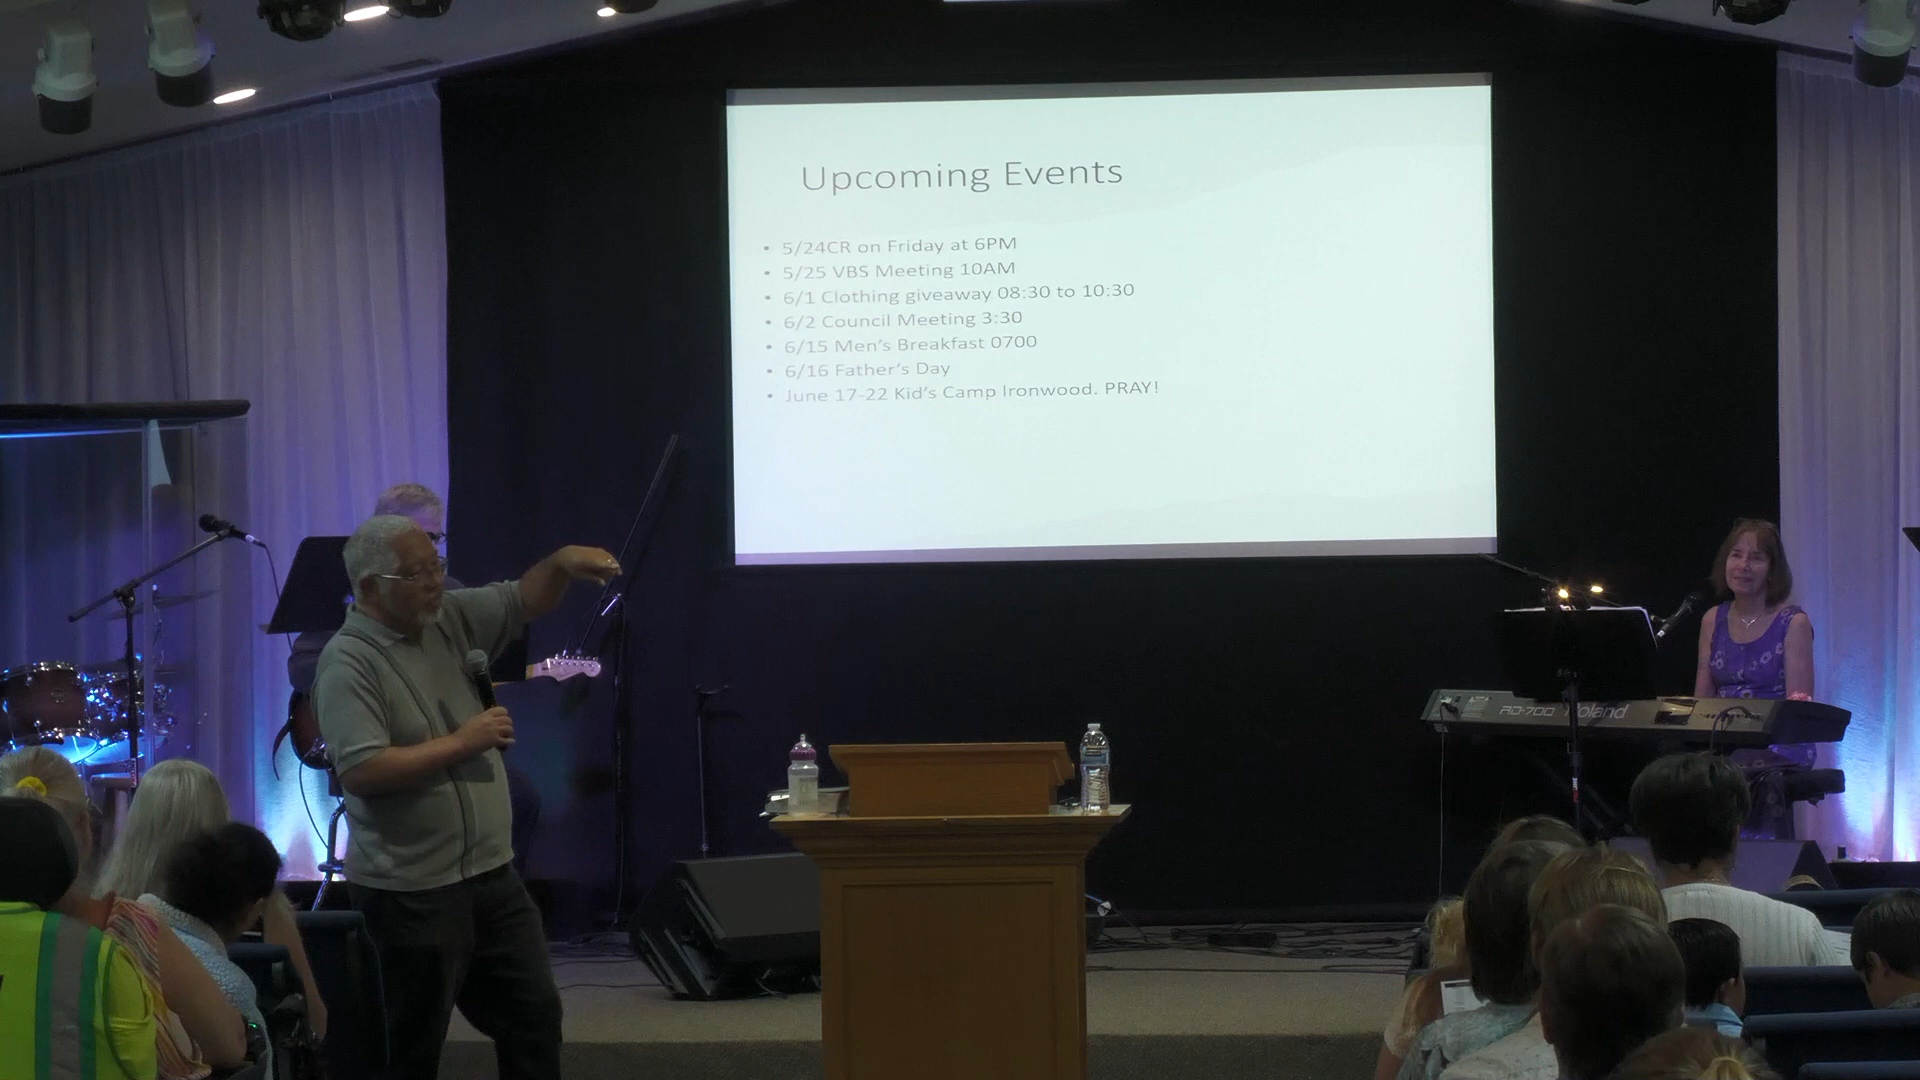 Upcoming Events
• 5/24CR on Friday at 6PM
• 5/25 VBS Meeting 10AM
• 6/1 Clothing giveaway 08:30 to 10:30
• 6/2 Council Meeting 3:30
• 6/15 Men's Breakfast 0700
• 6/16 Father's Day
• June 17-22 Kid's Camp Ironwood. PRAY!
RD-700 Roland